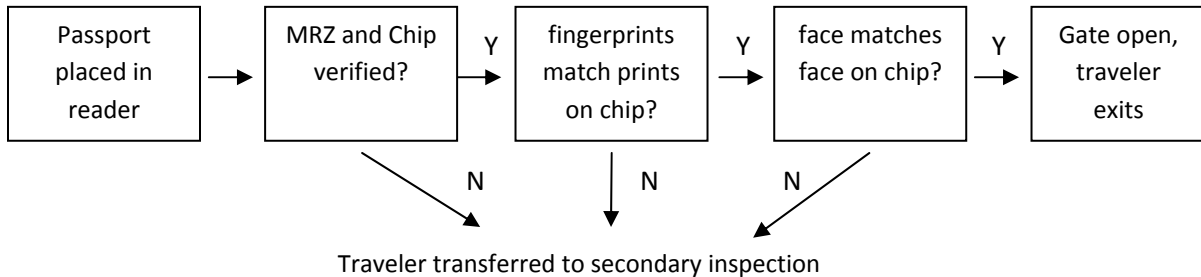 Passport
placed in
reader
MRZ and Chip
verified?
Y
fingerprints
match prints
on chip?
Y
face matches
face on chip?
Y
Gate open,
traveler
exits
N
N
N
Traveler transferred to secondary inspection